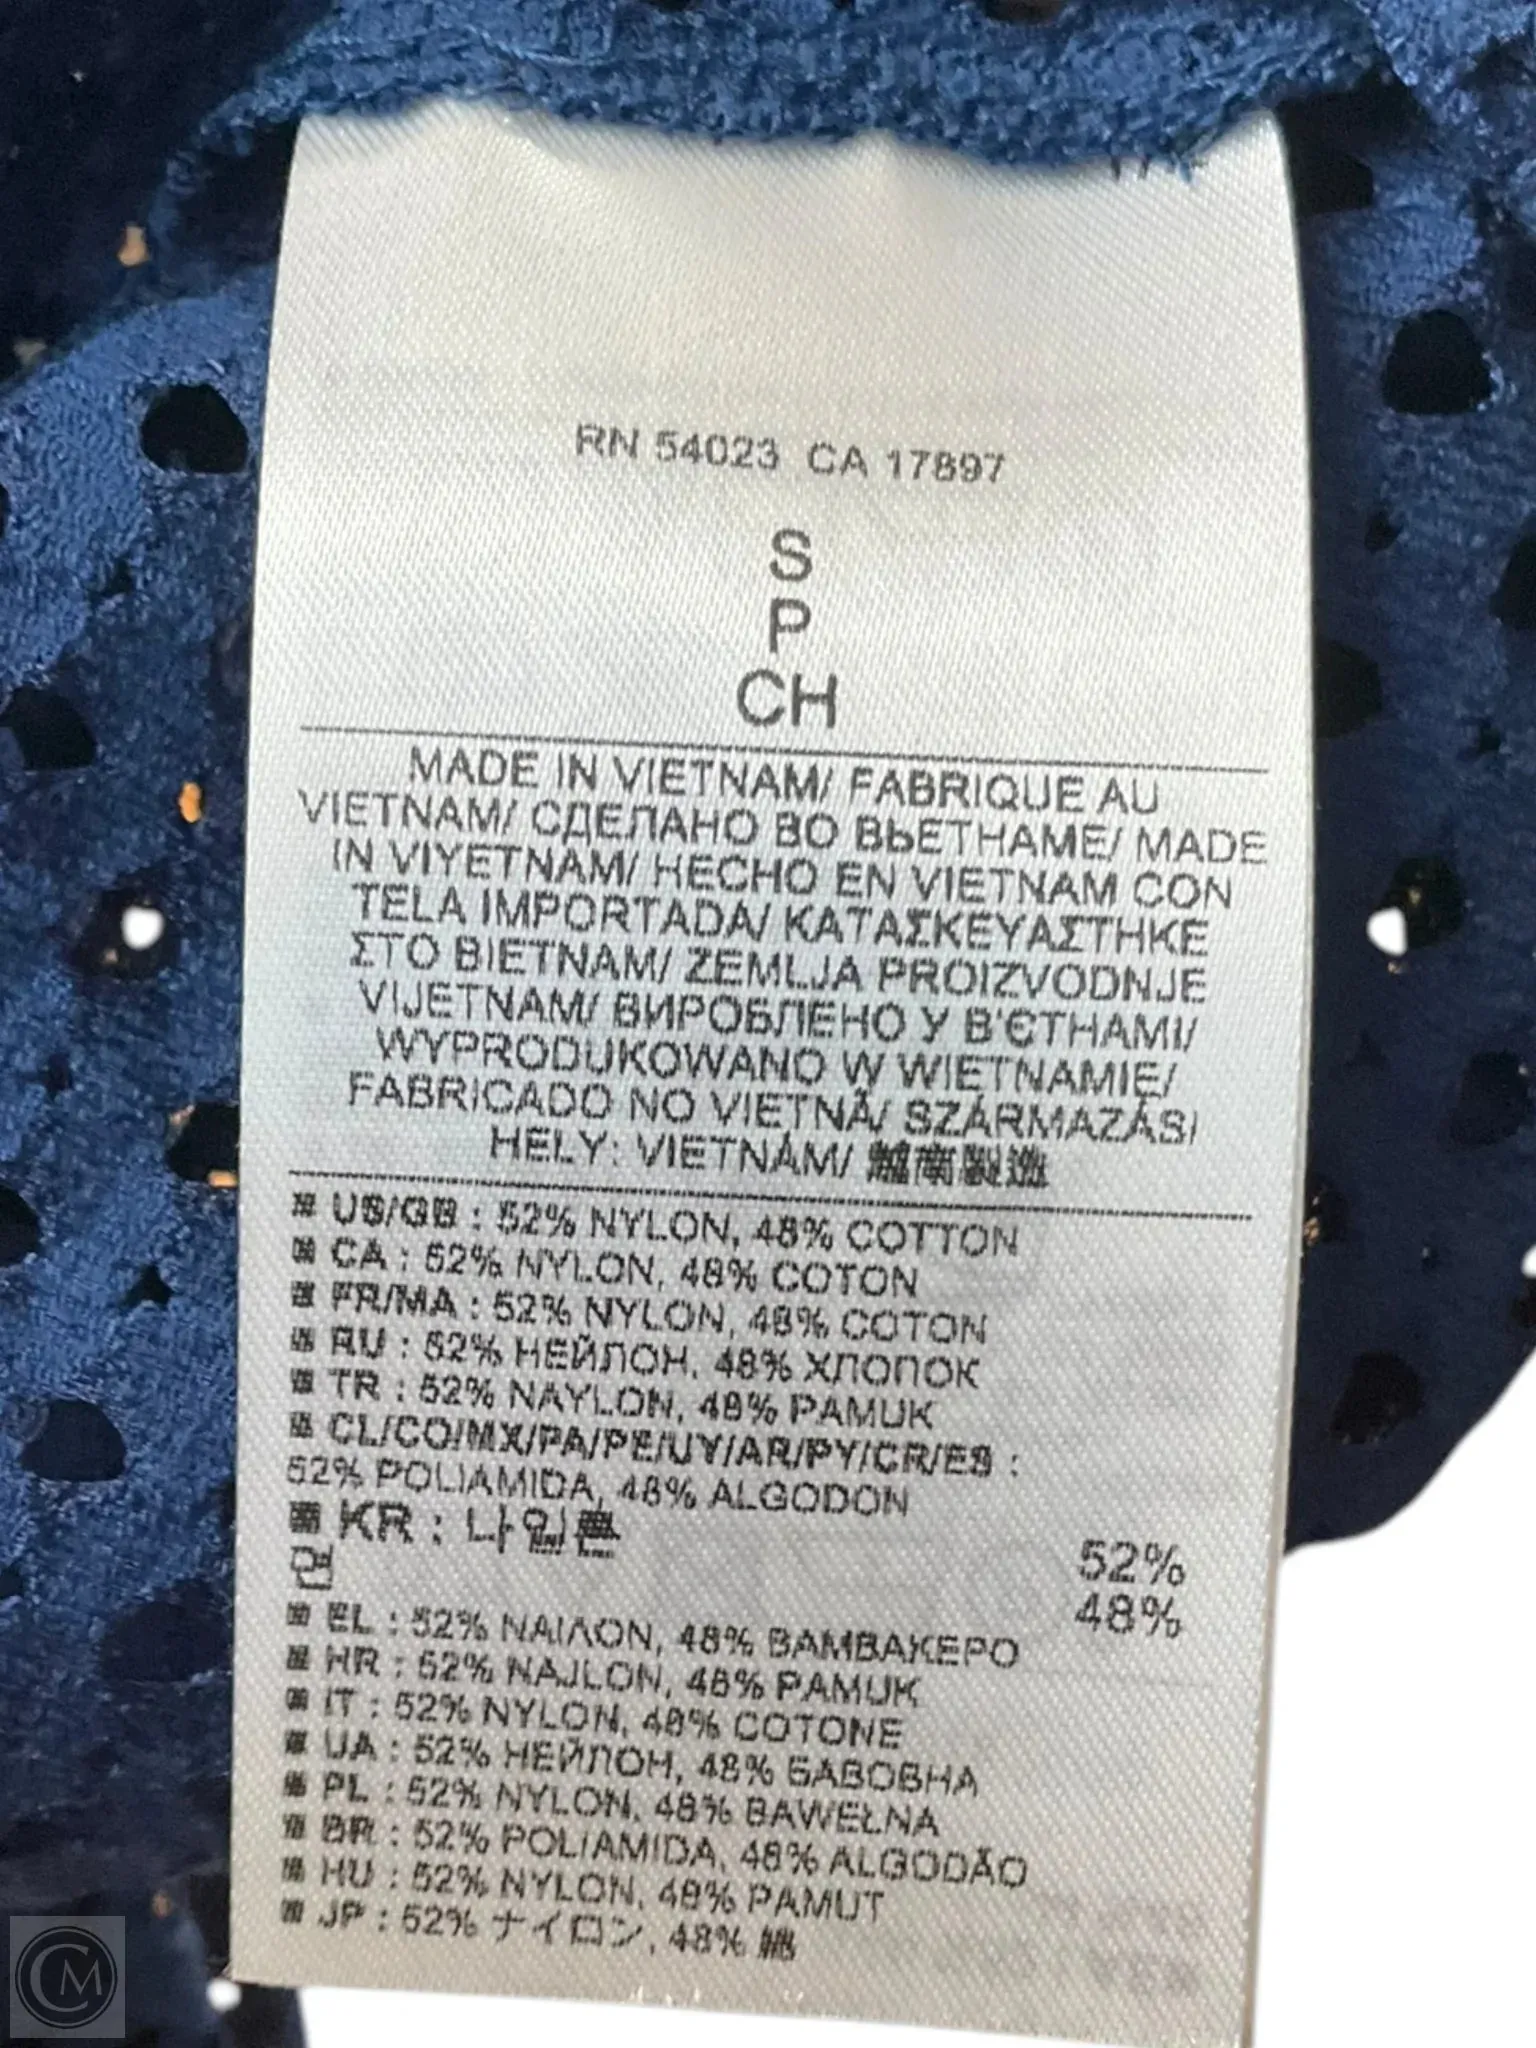 RN 54023 CA 17897
S
P
CH
MADE IN VIETNAM/ FABRIQUE AU
VIETNAM/ СДЕЛАНО ВО ВЬЕТНАМЕ/ MADE
IN VIYETNAM/ HECHO EN VIETNAM CON
TELA IMPORTADA/ ΚΑΤΑΣΚΕΥΑΣΤΗΚΕ
ΣΤΟ ΒΙΕΤΝΑΜ/ ZEMLJA PROIZVODNJE
VIJETNAM/ ВИРОБЛЕНО У В'ЄТНАМІ/
WYPRODUKOWANO W WIETNAMIE/
FABRICADO NO VIETNÃ/ SZÁRMAZÁSI
HELY: VIETNÁM/ 越南製造
US/GB : 52% NYLON, 48% COTTON
CA : 52% NYLON, 48% COTON
FR/MA : 52% NYLON, 48% COTON
RU : 52% НЕЙЛОН, 48% ХЛОПОК
TR : 52% NAYLON, 48% PAMUK
CL/CO/MX/PA/PE/UY/AR/PY/CR/ES :
52% POLIAMIDA, 48% ALGODON
KR : 나일론 52%
면 48%
EL : 52% ΝΑΙΛΟΝ, 48% ΒΑΜΒΑΚΕΡΟ
HR : 52% NAJLON, 48% PAMUK
IT : 52% NYLON, 48% COTONE
UA : 52% НЕЙЛОН, 48% БАВОВНА
PL : 52% NYLON, 48% BAWEŁNA
BR : 52% POLIAMIDA, 48% ALGODÃO
HU : 52% NYLON, 48% PAMUT
JP : 52% ナイロン, 48% 綿
CM